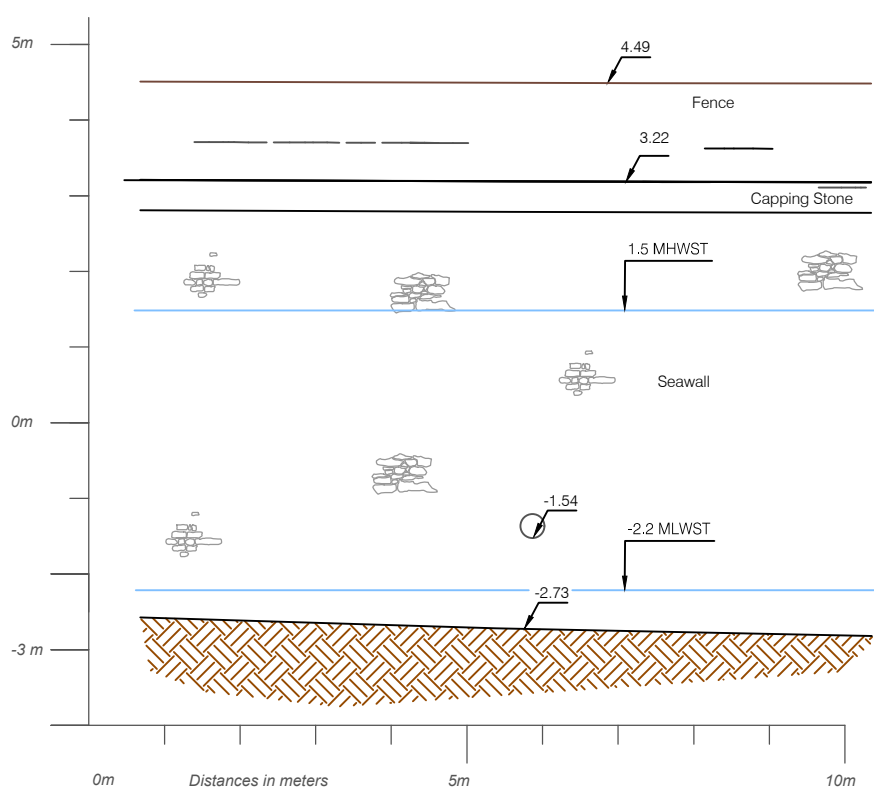 5m
4.49
Fence
3.22
Capping Stone
1.5 MHWST
Seawall
0m
-1.54
-2.2 MLWST
-2.73
-3 m
0m Distances in meters 5m 10m